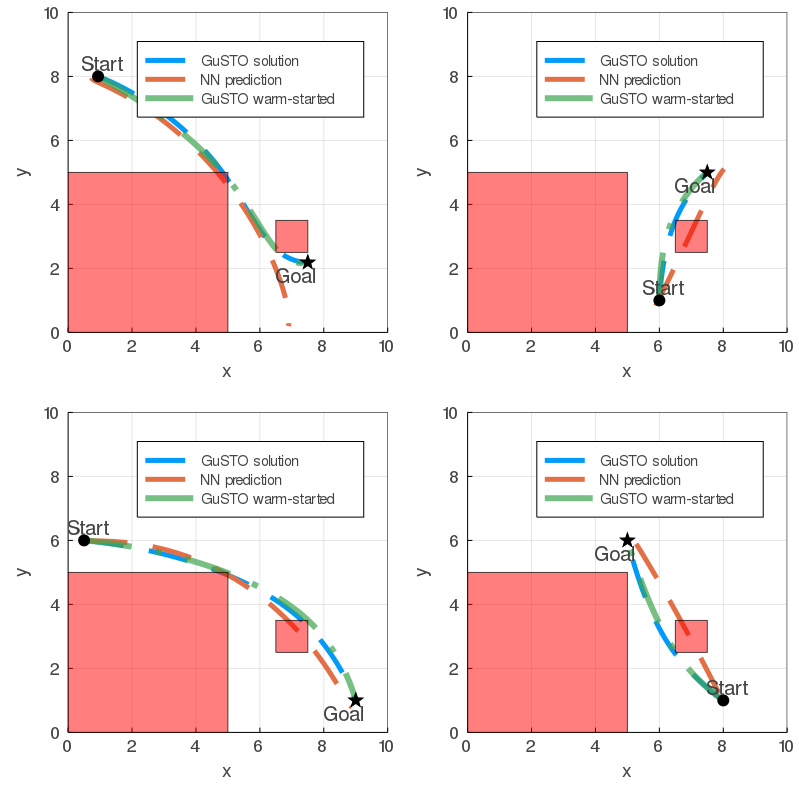 10
8
6
4
2
0
y
Start
GuSTO solution
NN prediction
GuSTO warm-started
Goal
0 2 4 6 8 10
x
10
8
6
4
2
0
y
GuSTO solution
NN prediction
GuSTO warm-started
Goal
Start
0 2 4 6 8 10
x
10
8
6
4
2
0
y
GuSTO solution
NN prediction
GuSTO warm-started
Start
Goal
0 2 4 6 8 10
x
10
8
6
4
2
0
y
GuSTO solution
NN prediction
GuSTO warm-started
Goal
Start
0 2 4 6 8 10
x